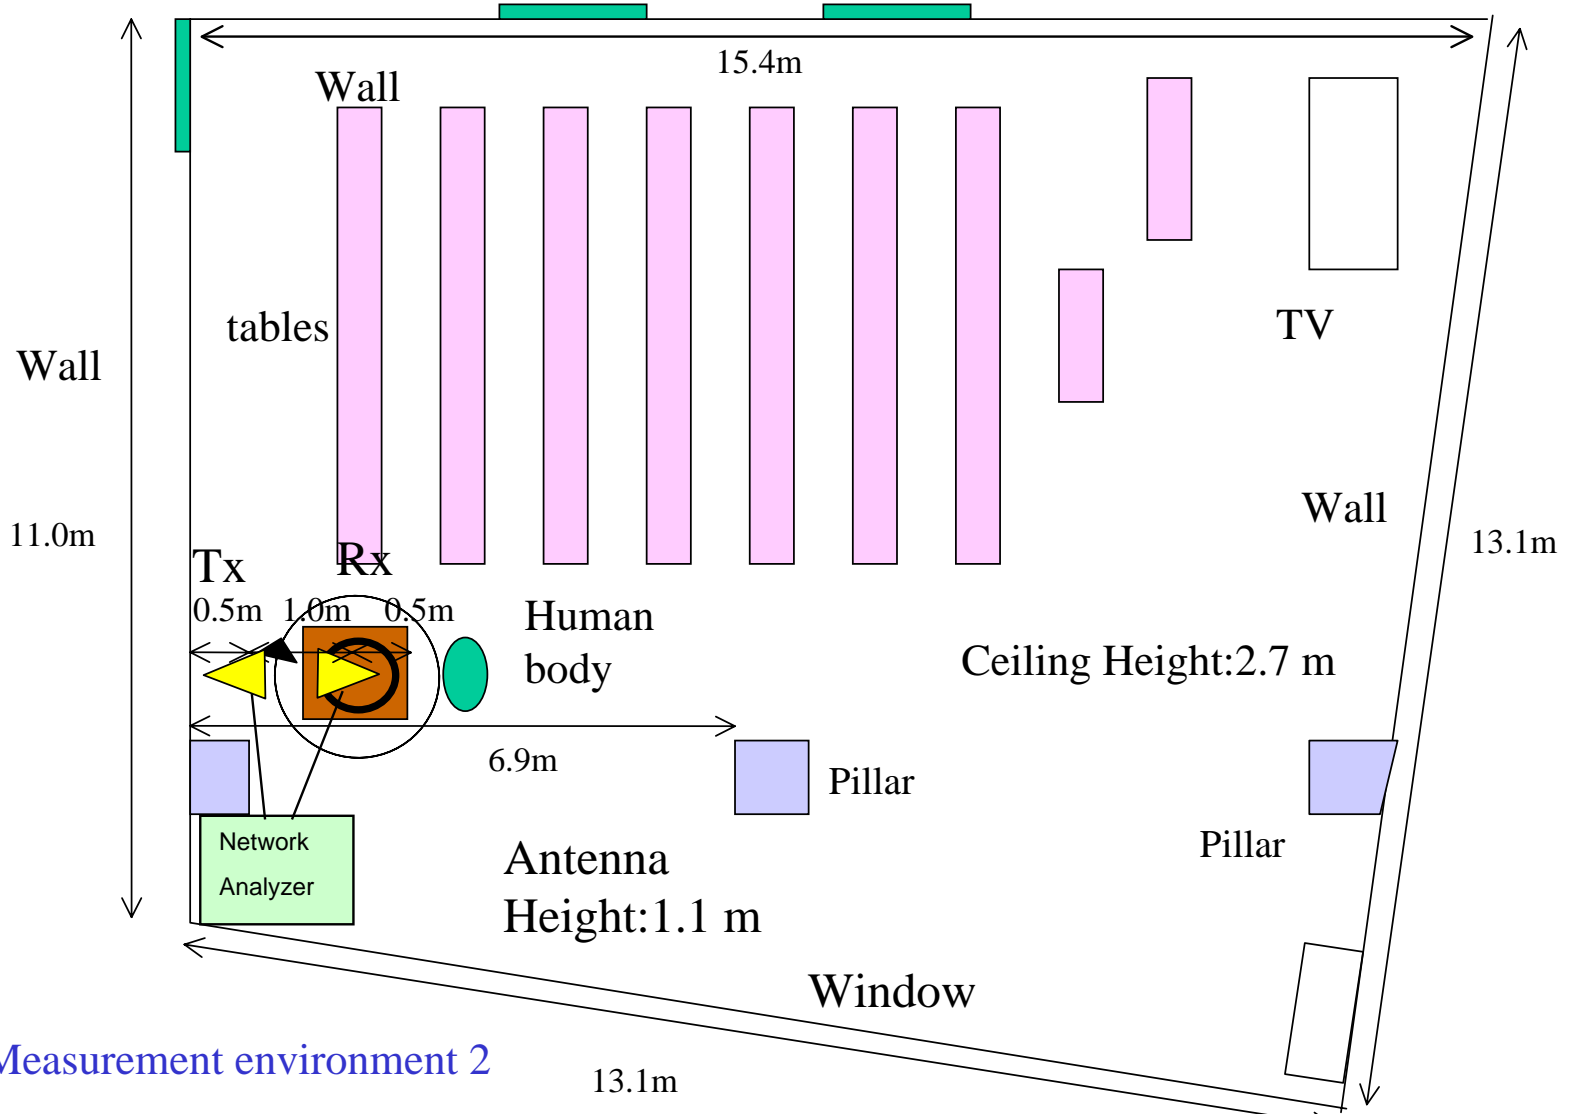 15.4m
Wall
tables
TV
Wall
Wall
11.0m
13.1m
Tx
Rx
0.5m
1.0m
0.5m
Human
body
Ceiling Height:2.7 m
6.9m
Pillar
Pillar
Network
Analyzer
Antenna
Height:1.1 m
Window
Measurement environment 2
13.1m